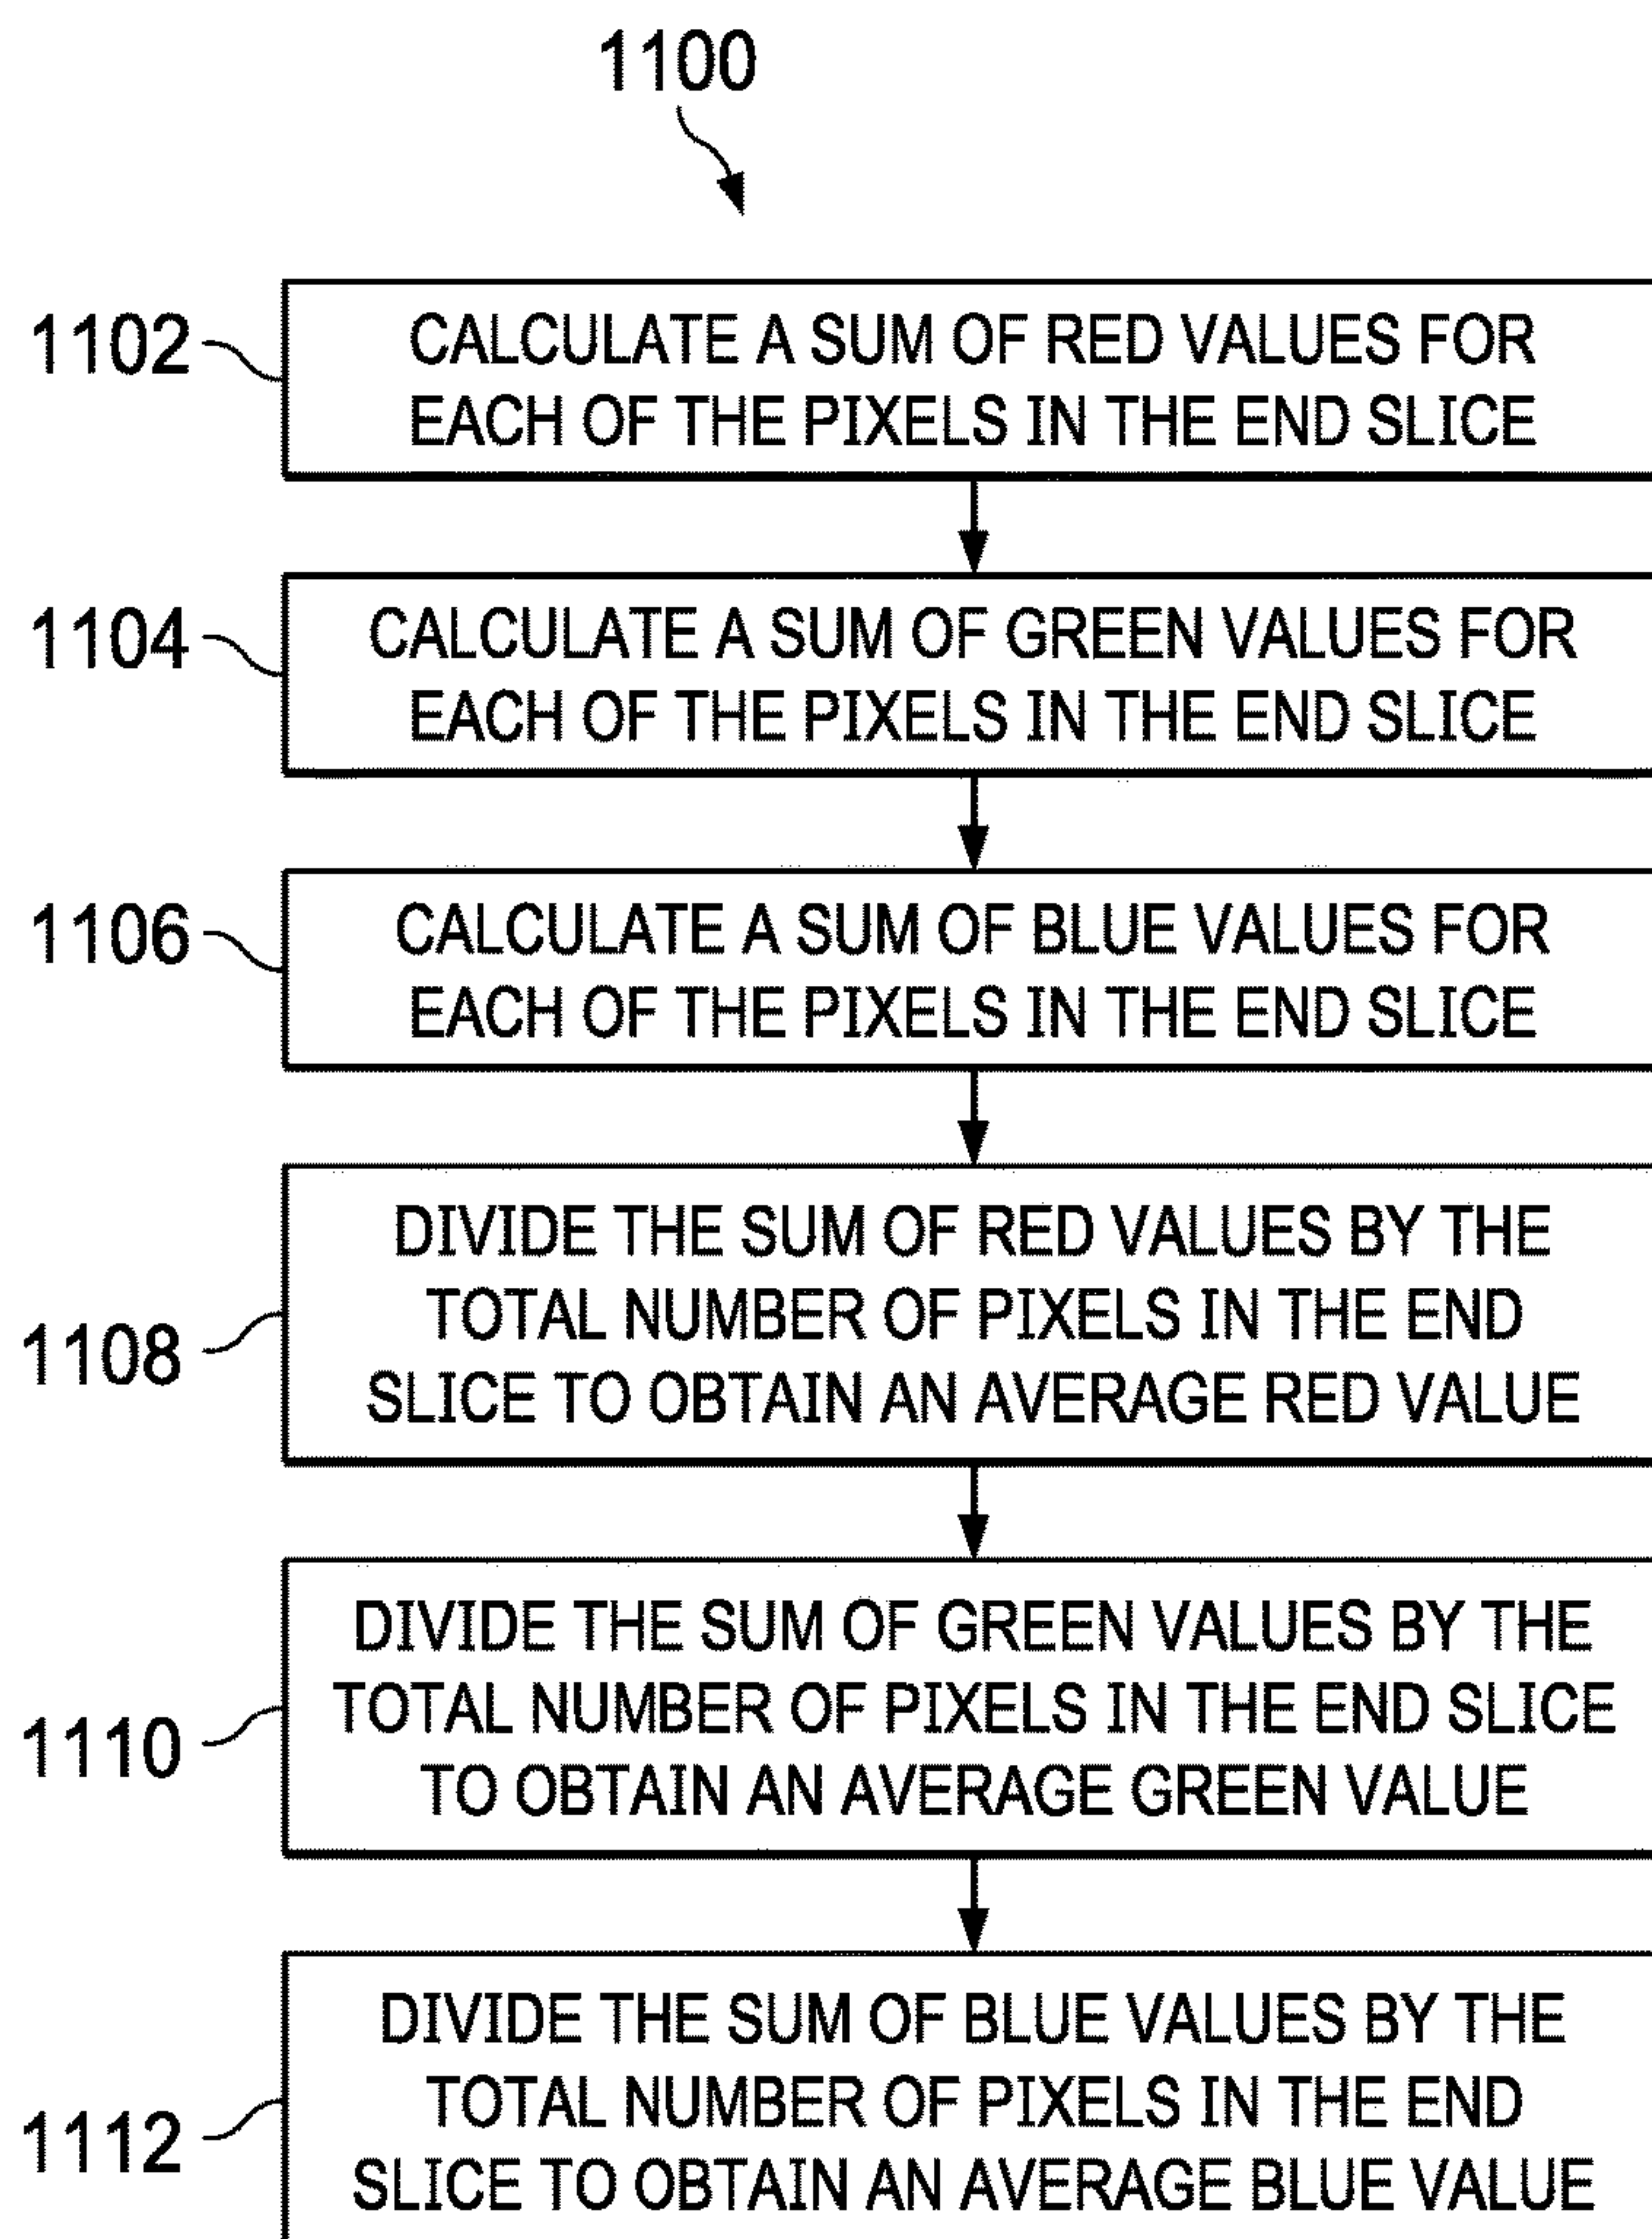 1100
1102
CALCULATE A SUM OF RED VALUES FOR
EACH OF THE PIXELS IN THE END SLICE
1104
CALCULATE A SUM OF GREEN VALUES FOR
EACH OF THE PIXELS IN THE END SLICE
1106
CALCULATE A SUM OF BLUE VALUES FOR
EACH OF THE PIXELS IN THE END SLICE
1108
DIVIDE THE SUM OF RED VALUES BY THE
TOTAL NUMBER OF PIXELS IN THE END
SLICE TO OBTAIN AN AVERAGE RED VALUE
1110
DIVIDE THE SUM OF GREEN VALUES BY THE
TOTAL NUMBER OF PIXELS IN THE END SLICE
TO OBTAIN AN AVERAGE GREEN VALUE
1112
DIVIDE THE SUM OF BLUE VALUES BY THE
TOTAL NUMBER OF PIXELS IN THE END
SLICE TO OBTAIN AN AVERAGE BLUE VALUE